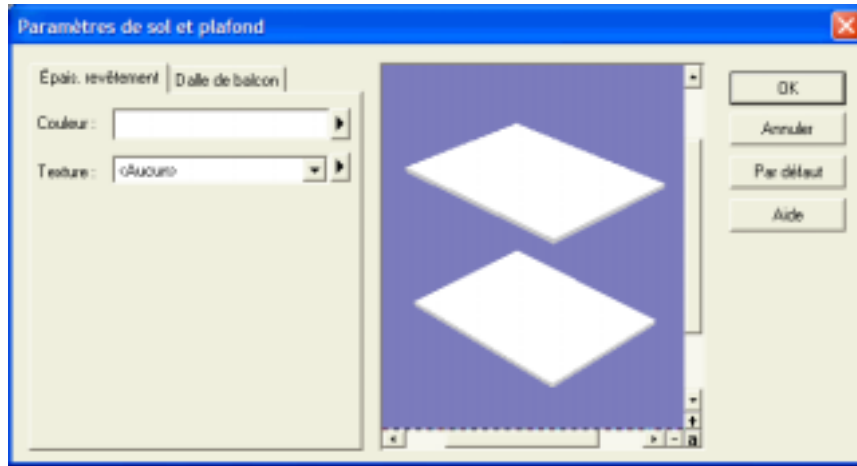 Paramètres de sol et plafond
Épais. revêtement
Dalle de balcon
Couleur :
Texture :
<Aucun>
OK
Annuler
Par défaut
Aide
a